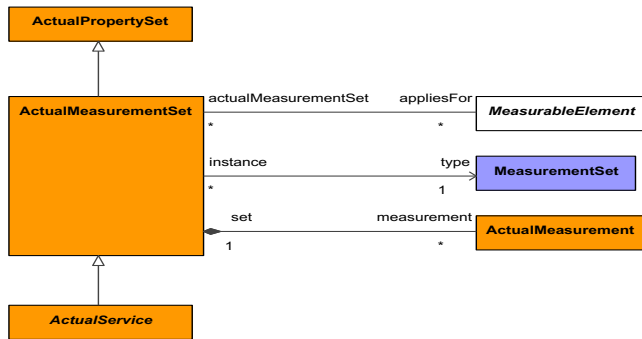 ActualPropertySet
ActualMeasurementSet
actualMeasurementSet appliesFor
* *
MeasurableElement
instance type
* 1
MeasurementSet
set measurement
1 *
ActualMeasurement
ActualService